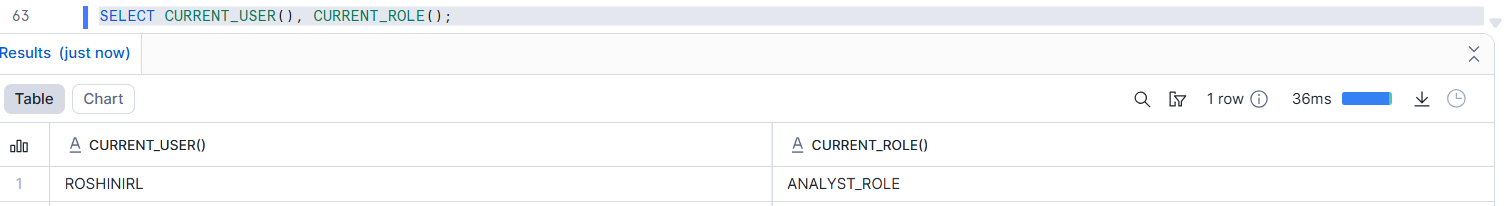 63 SELECT CURRENT_USER(), CURRENT_ROLE();
Results (just now)
Table Chart 1 row 36ms
A CURRENT_USER() A CURRENT_ROLE()
1 ROSHINIRL ANALYST_ROLE